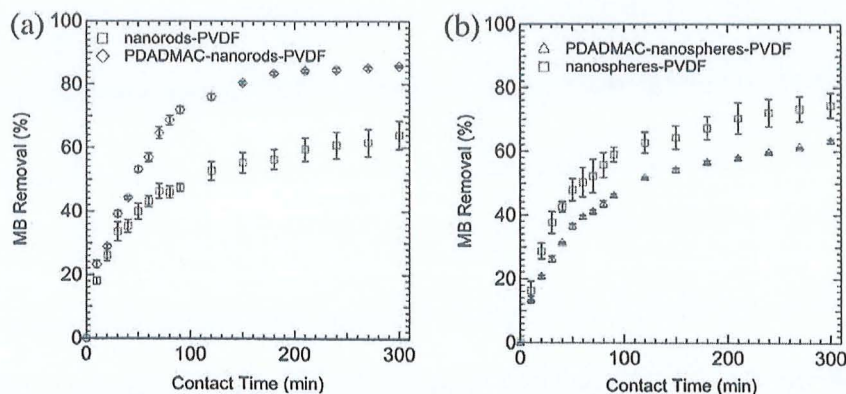 (a)
100
80
60
40
20
0
MB Removal (%)
nanorods-PVDF
PDADMAC-nanorods-PVDF
0
100
200
300
Contact Time (min)
(b)
100
80
60
40
20
0
MB Removal (%)
PDADMAC-nanospheres-PVDF
nanospheres-PVDF
0
100
200
300
Contact Time (min)